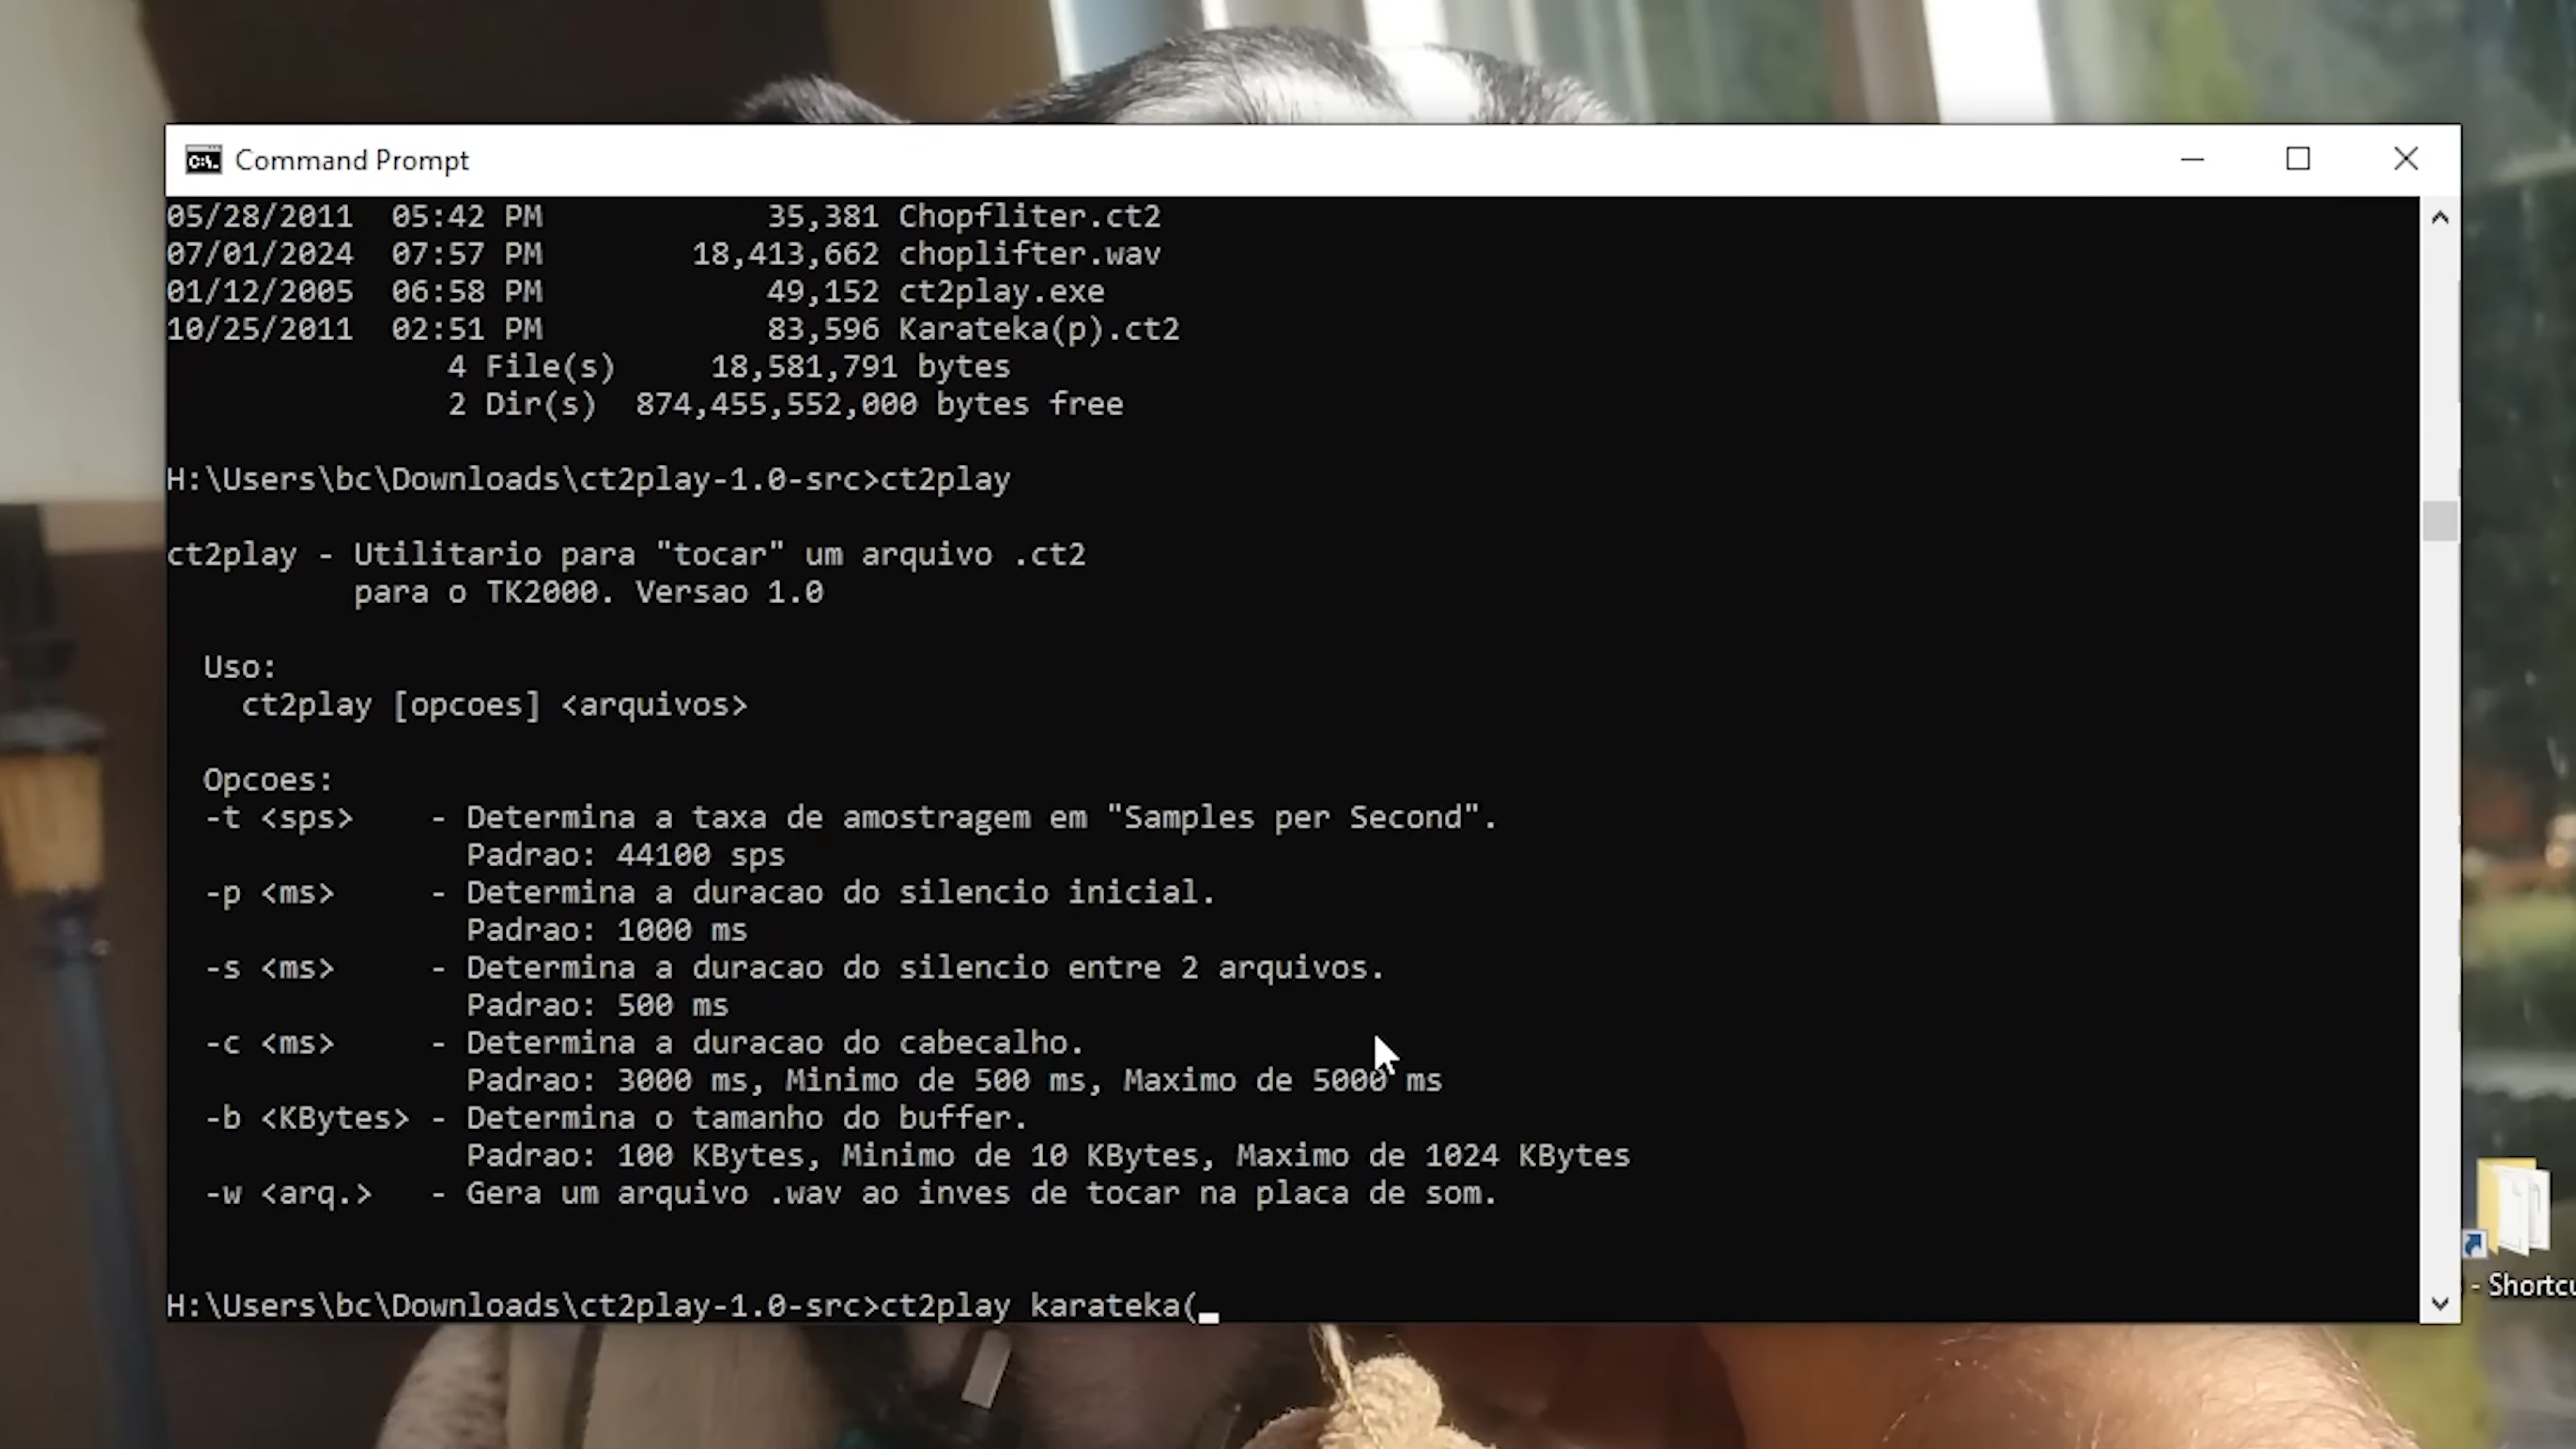 Command Prompt
05/28/2011  05:42 PM            35,381 Chopfliter.ct2
07/01/2024  07:57 PM        18,413,662 choplifter.wav
01/12/2005  06:58 PM            49,152 ct2play.exe
10/25/2011  02:51 PM            83,596 Karateka(p).ct2
               4 File(s)     18,581,791 bytes
               2 Dir(s)  874,455,552,000 bytes free
H:\Users\bc\Downloads\ct2play-1.0-src>ct2play
ct2play - Utilitario para "tocar" um arquivo .ct2
          para o TK2000. Versao 1.0
  Uso:
    ct2play [opcoes] <arquivos>
  Opcoes:
  -t <sps>    - Determina a taxa de amostragem em "Samples per Second".
                Padrao: 44100 sps
  -p <ms>     - Determina a duracao do silencio inicial.
                Padrao: 1000 ms
  -s <ms>     - Determina a duracao do silencio entre 2 arquivos.
                Padrao: 500 ms
  -c <ms>     - Determina a duracao do cabecalho.
                Padrao: 3000 ms, Minimo de 500 ms, Maximo de 5000 ms
  -b <KBytes> - Determina o tamanho do buffer.
                Padrao: 100 KBytes, Minimo de 10 KBytes, Maximo de 1024 KBytes
  -w <arq.>   - Gera um arquivo .wav ao inves de tocar na placa de som.
H:\Users\bc\Downloads\ct2play-1.0-src>ct2play karateka(_
- Shortcu